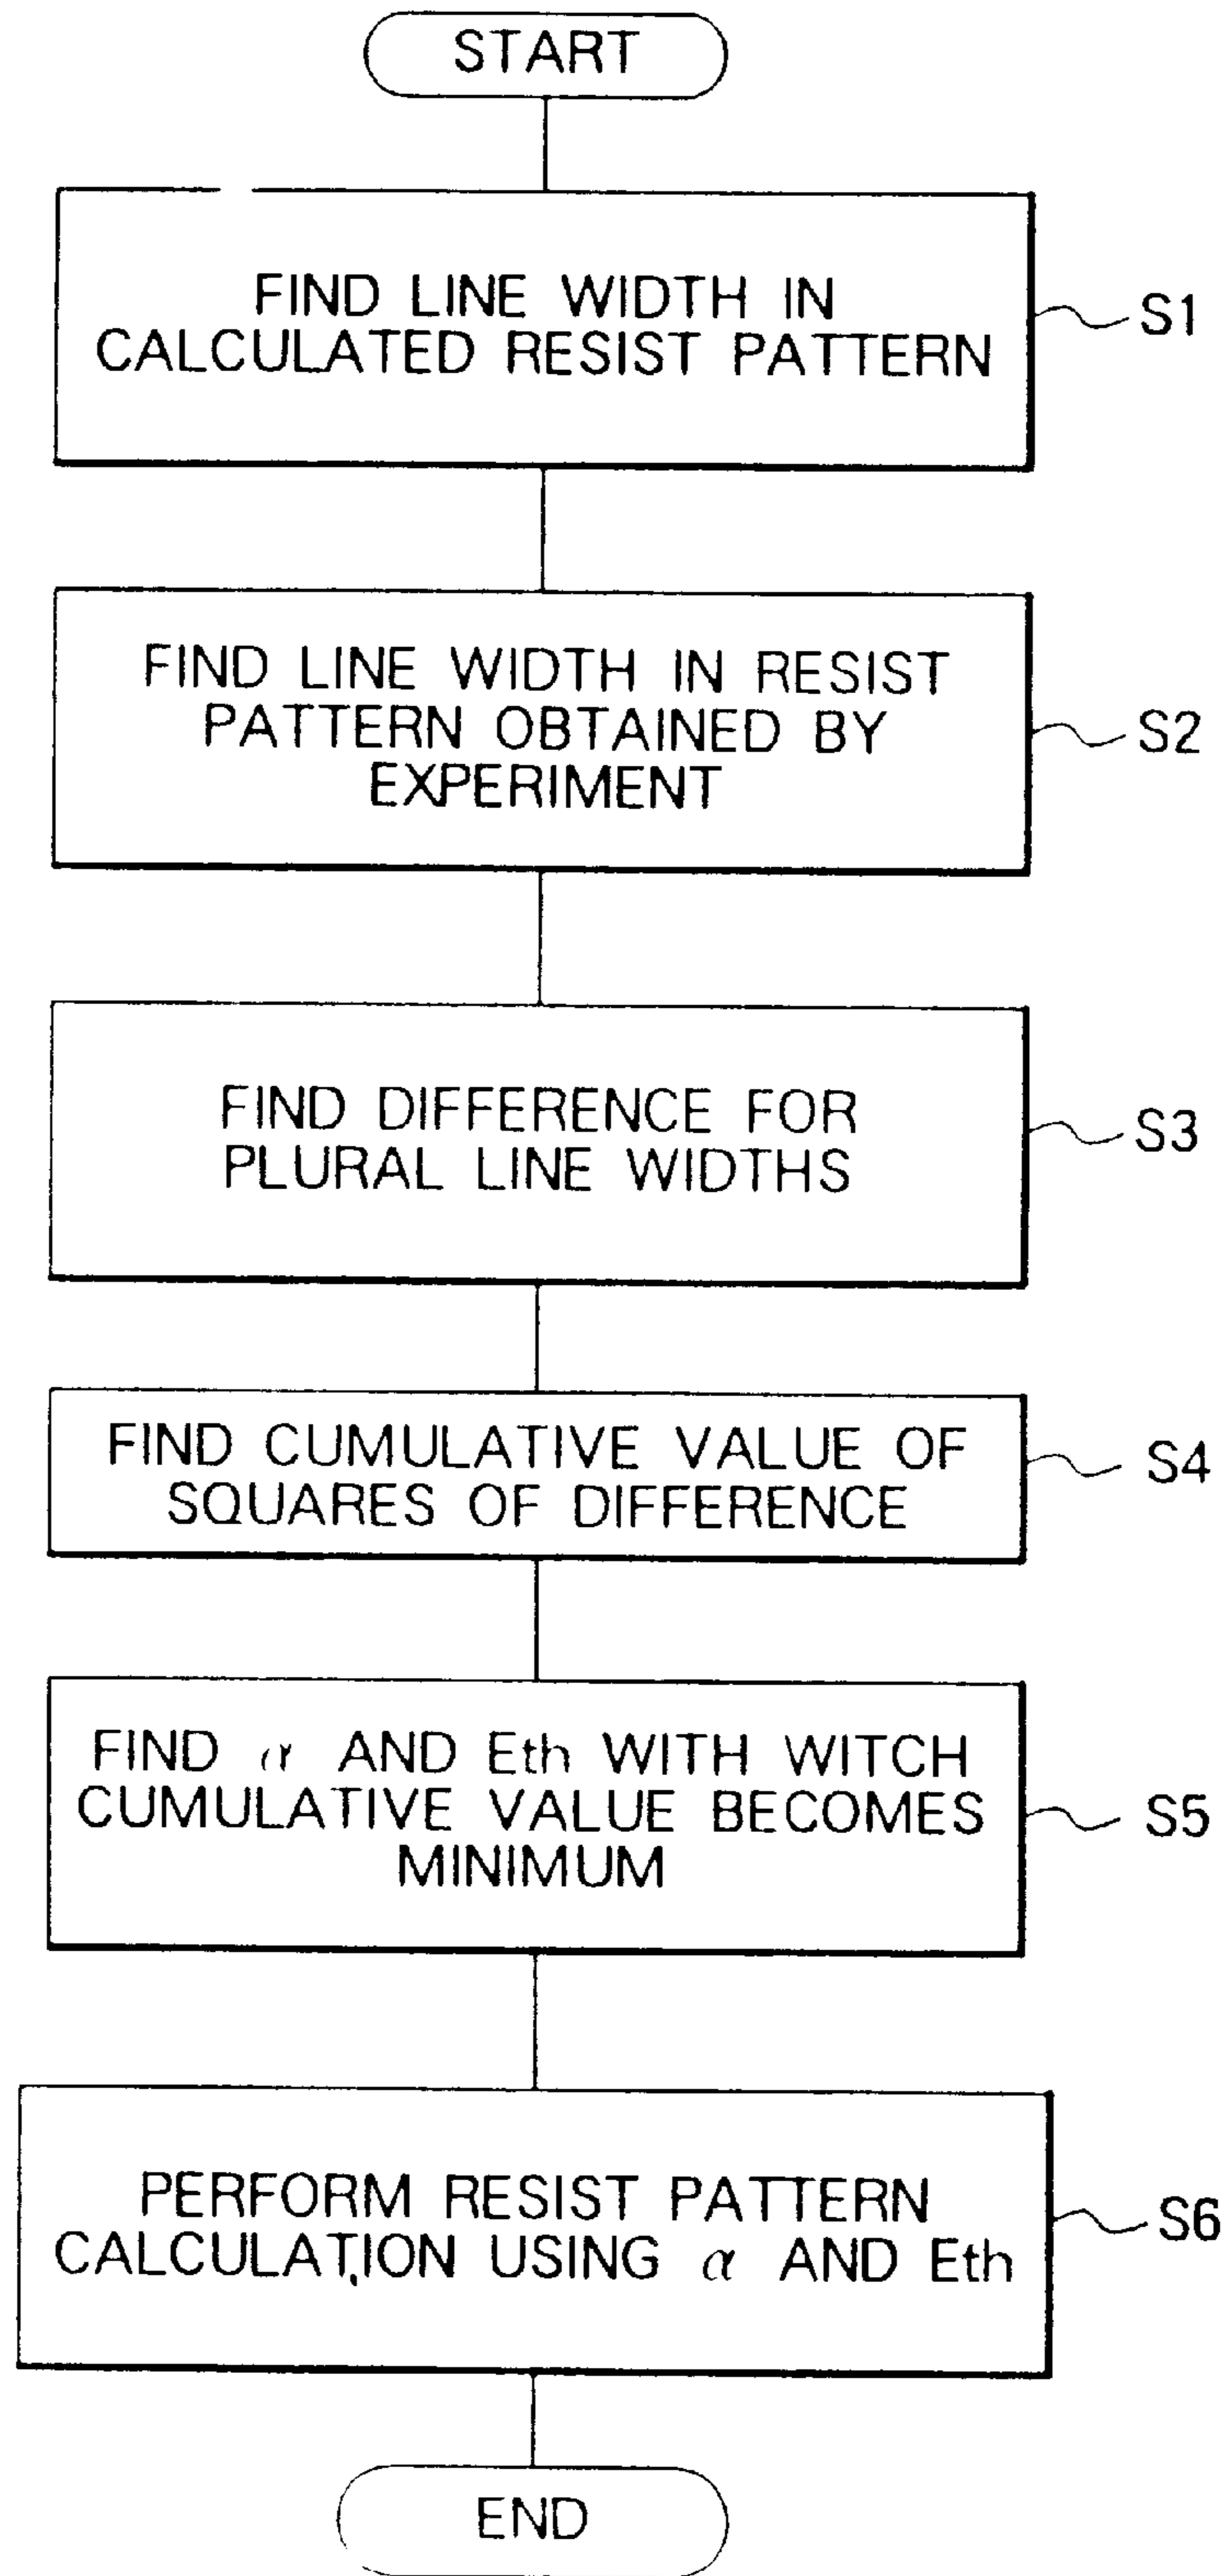 START
FIND LINE WIDTH IN
CALCULATED RESIST PATTERN
S1
FIND LINE WIDTH IN RESIST
PATTERN OBTAINED BY
EXPERIMENT
S2
FIND DIFFERENCE FOR
PLURAL LINE WIDTHS
S3
FIND CUMULATIVE VALUE OF
SQUARES OF DIFFERENCE
S4
FIND α AND Eth WITH WITCH
CUMULATIVE VALUE BECOMES
MINIMUM
S5
PERFORM RESIST PATTERN
CALCULATION USING α AND Eth
S6
END